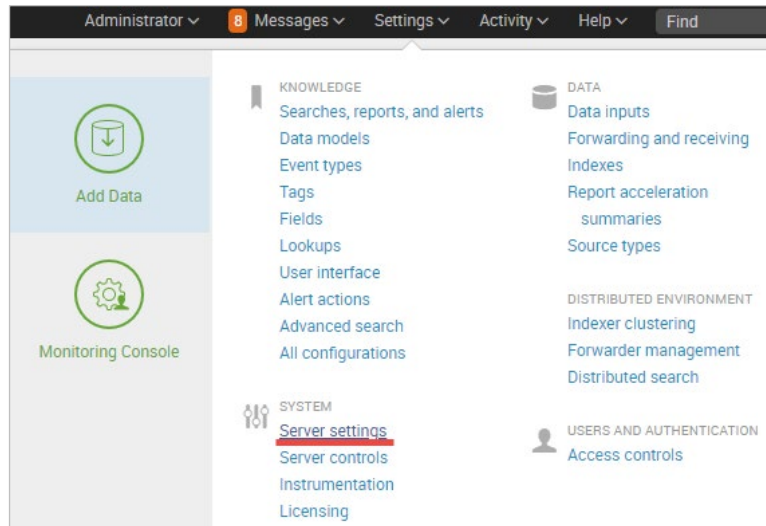 Administrator 8 Messages Settings Activity Help Find
Add Data
Monitoring Console
KNOWLEDGE
Searches, reports, and alerts
Data models
Event types
Tags
Fields
Lookups
User interface
Alert actions
Advanced search
All configurations
SYSTEM
Server settings
Server controls
Instrumentation
Licensing
DATA
Data inputs
Forwarding and receiving
Indexes
Report acceleration
summaries
Source types
DISTRIBUTED ENVIRONMENT
Indexer clustering
Forwarder management
Distributed search
USERS AND AUTHENTICATION
Access controls